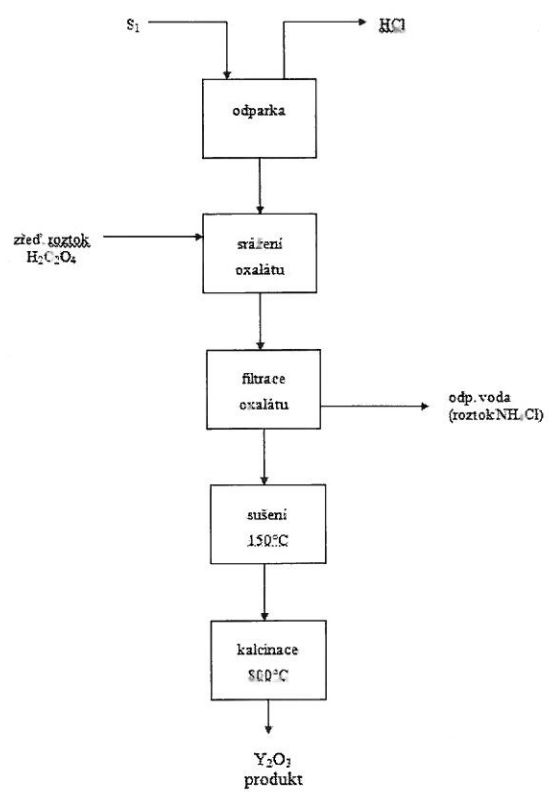 S₁
HCl
odparka
zřeď. roztok
H₂C₂O₄
srážení
oxalátu
filtrace
oxalátu
odp. voda
(roztok NH₄Cl)
sušení
150°C
kalcinace
800°C
Y₂O₃
produkt